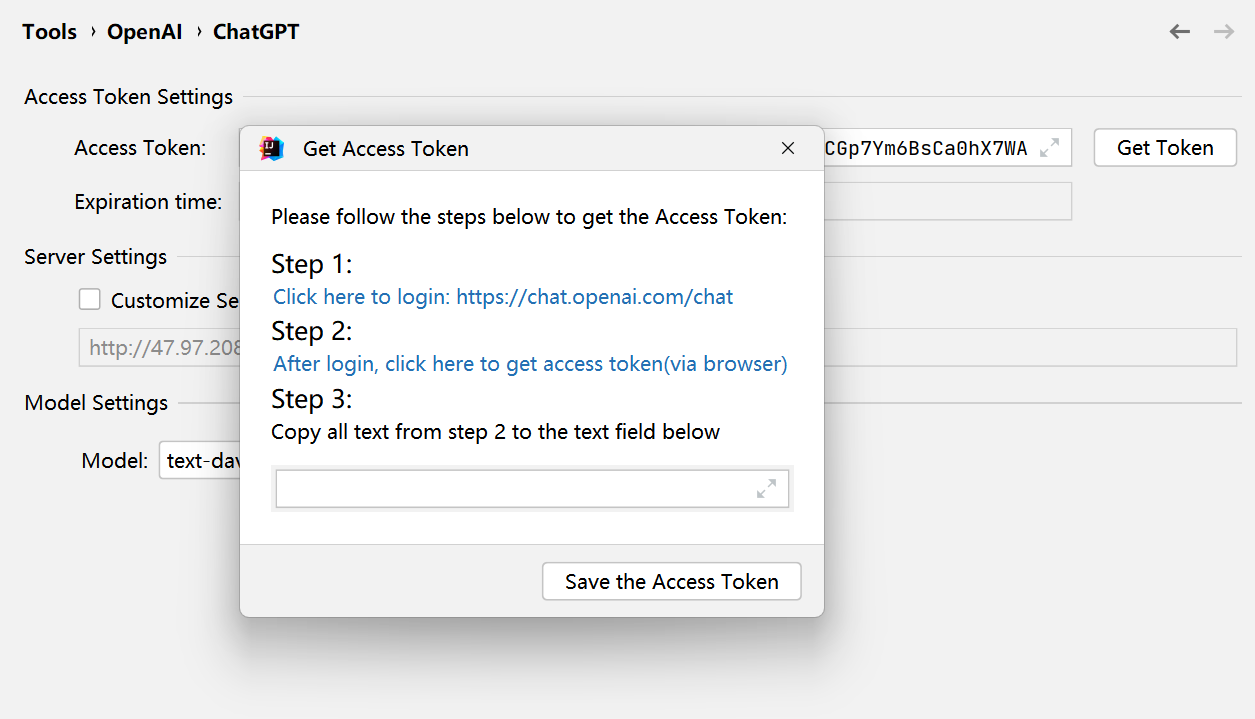 Tools › OpenAI › ChatGPT
Access Token Settings
Access Token:
CGp7Ym6BsCa0hX7WA
Get Token
Expiration time:
Server Settings
Customize Se
http://47.97.208
Model Settings
Model:
text-dav
IJ
Get Access Token
Please follow the steps below to get the Access Token:
Step 1:
Click here to login: https://chat.openai.com/chat
Step 2:
After login, click here to get access token(via browser)
Step 3:
Copy all text from step 2 to the text field below
Save the Access Token